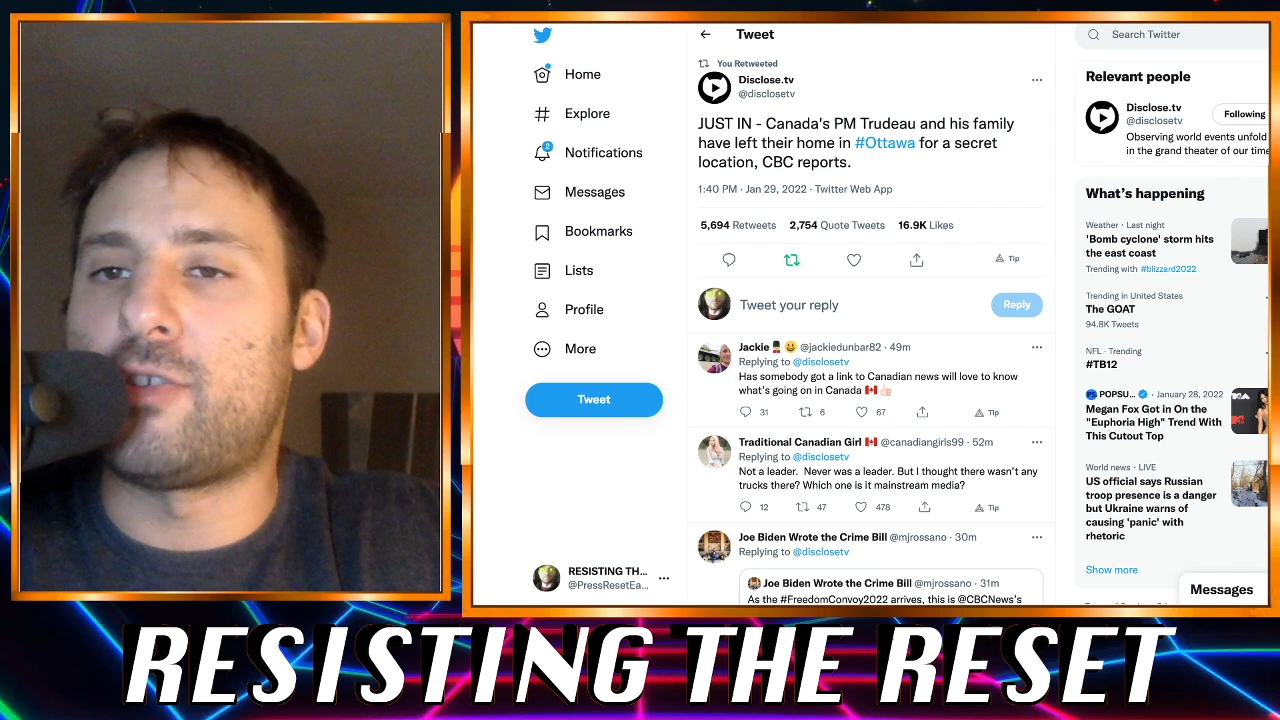 Home
Explore
2
Notifications
Messages
Bookmarks
Lists
Profile
More
Tweet
RESISTING TH...
@PressResetEa...
Tweet
You Retweeted
Disclose.tv
@disclosetv
JUST IN - Canada's PM Trudeau and his family
have left their home in #Ottawa for a secret
location, CBC reports.
1:40 PM · Jan 29, 2022 · Twitter Web App
5,694 Retweets 2,754 Quote Tweets 16.9K Likes
Tip
Tweet your reply
Reply
Jackie @jackiedunbar82 · 49m
Replying to @disclosetv
Has somebody got a link to Canadian news will love to know
what's going on in Canada
31 6 67 Tip
Traditional Canadian Girl @canadiangirls99 · 52m
Replying to @disclosetv
Not a leader. Never was a leader. But I thought there wasn't any
trucks there? Which one is it mainstream media?
12 47 478 Tip
Joe Biden Wrote the Crime Bill @mjrossano · 30m
Replying to @disclosetv
Joe Biden Wrote the Crime Bill @mjrossano · 31m
As the #FreedomConvoy2022 arrives, this is @CBCNews's
Search Twitter
Relevant people
Disclose.tv
@disclosetv
Following
Observing world events unfold
in the grand theater of our time
What's happening
Weather · Last night
'Bomb cyclone' storm hits
the east coast
Trending with #blizzard2022
Trending in United States
The GOAT
94.8K Tweets
NFL · Trending
#TB12
POPSU... · January 28, 2022
Megan Fox Got in On the
"Euphoria High" Trend With
This Cutout Top
World news · LIVE
US official says Russian
troop presence is a danger
but Ukraine warns of
causing 'panic' with
rhetoric
Show more
Messages
RESISTING THE RESET